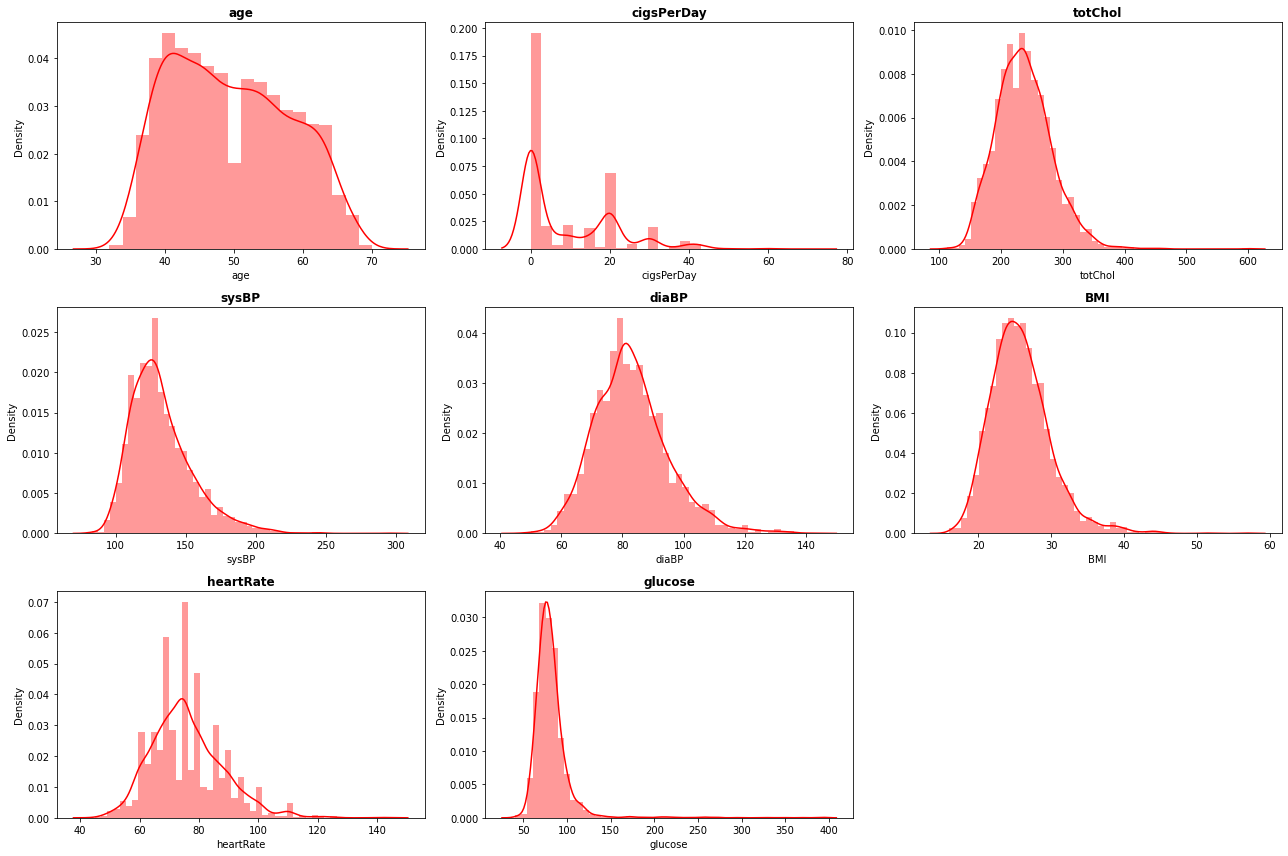 age
0.04
0.03
0.02
0.01
0.00
Density
30 40 50 60 70
age
cigsPerDay
0.200
0.175
0.150
0.125
0.100
0.075
0.050
0.025
0.000
Density
0 20 40 60 80
cigsPerDay
totChol
0.010
0.008
0.006
0.004
0.002
0.000
Density
100 200 300 400 500 600
totChol
sysBP
0.025
0.020
0.015
0.010
0.005
0.000
Density
100 150 200 250 300
sysBP
diaBP
0.04
0.03
0.02
0.01
0.00
Density
40 60 80 100 120 140
diaBP
BMI
0.10
0.08
0.06
0.04
0.02
0.00
Density
20 30 40 50 60
BMI
heartRate
0.07
0.06
0.05
0.04
0.03
0.02
0.01
0.00
Density
40 60 80 100 120 140
heartRate
glucose
0.030
0.025
0.020
0.015
0.010
0.005
0.000
Density
50 100 150 200 250 300 350 400
glucose